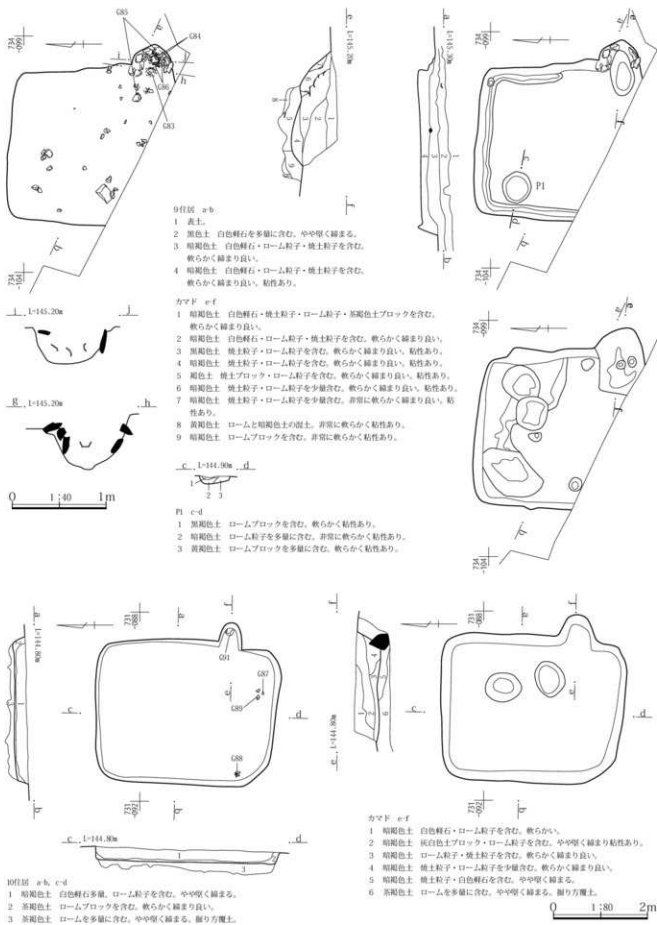 G85
G84
G86
G83
734
-099
a
e
L=145.20m
a
L=145.30m
734
-099
a
e
i
j
h
f
c
P1
d
b
734
-104
b
f
b
734
-104
9住居 a-b
1 表土。
2 黒色土 白色軽石を多量に含む。やや堅く締まる。
3 暗褐色土 白色軽石・ローム粒子・焼土粒子を含む。
軟らかく締まり良い。
4 暗褐色土 白色軽石・ローム粒子・焼土粒子を含む。
軟らかく締まり良い。粘性あり。
カマド e-f
1 暗褐色土 白色軽石・焼土粒子・ローム粒子・茶褐色土ブロックを含む。
軟らかく締まり良い。
2 暗褐色土 白色軽石・ローム粒子・焼土粒子を含む。軟らかく締まり良い。
3 黒褐色土 焼土粒子・ローム粒子を含む。軟らかく締まり良い。粘性あり。
4 暗褐色土 焼土粒子・ローム粒子を含む。軟らかく締まり良い。粘性あり。
5 褐色土 焼土ブロック・ローム粒子を含む。軟らかく締まり良い。粘性あり。
6 暗褐色土 焼土粒子・ローム粒子を少量含む。軟らかく締まり良い。粘性あり。
7 暗褐色土 焼土粒子・ローム粒子を少量含む。非常に軟らかく締まり良い。粘
性あり。
8 黄褐色土 ロームと暗褐色土の混土。非常に軟らかく粘性あり。
9 暗褐色土 ロームブロックを含む。非常に軟らかく粘性あり。
i L=145.20m j
g L=145.20m h
0 1:40 1m
c L=144.90m d
1
2 3
P1 c-d
1 黒褐色土 ロームブロックを含む。軟らかく粘性あり。
2 暗褐色土 ローム粒子を多量に含む。非常に軟らかく粘性あり。
3 黄褐色土 ロームブロックを多量に含む。軟らかく粘性あり。
734
-099
a
e
f
b
734
-104
a
L=144.80m
b
731
-088
a
f
G91
G87
e
G89
G88
c
d
731
-092
b
f
L=144.80m
e
731
-088
a
f
c
e
d
731
-092
b
c L=144.80m d
1
3
10住居 a-b、c-d
1 暗褐色土 白色軽石多量、ローム粒子を含む。やや堅く締まる。
2 茶褐色土 ロームブロックを含む。軟らかく締まり良い。
3 茶褐色土 ロームを多量に含む。やや堅く締まる。掘り方覆土。
カマド e-f
1 暗褐色土 白色軽石・ローム粒子を含む。軟らかい。
2 暗褐色土 灰白色土ブロック・ローム粒子を含む。やや堅く締まり粘性あり。
3 暗褐色土 ローム粒子・焼土粒子を含む。軟らかく締まり良い。
4 暗褐色土 焼土粒子・ローム粒子を少量含む。軟らかく締まり良い。
5 暗褐色土 焼土粒子・白色軽石を含む。やや堅く締まる。
6 茶褐色土 ロームを多量に含む。やや堅く締まる。掘り方覆土。
0 1:80 2m